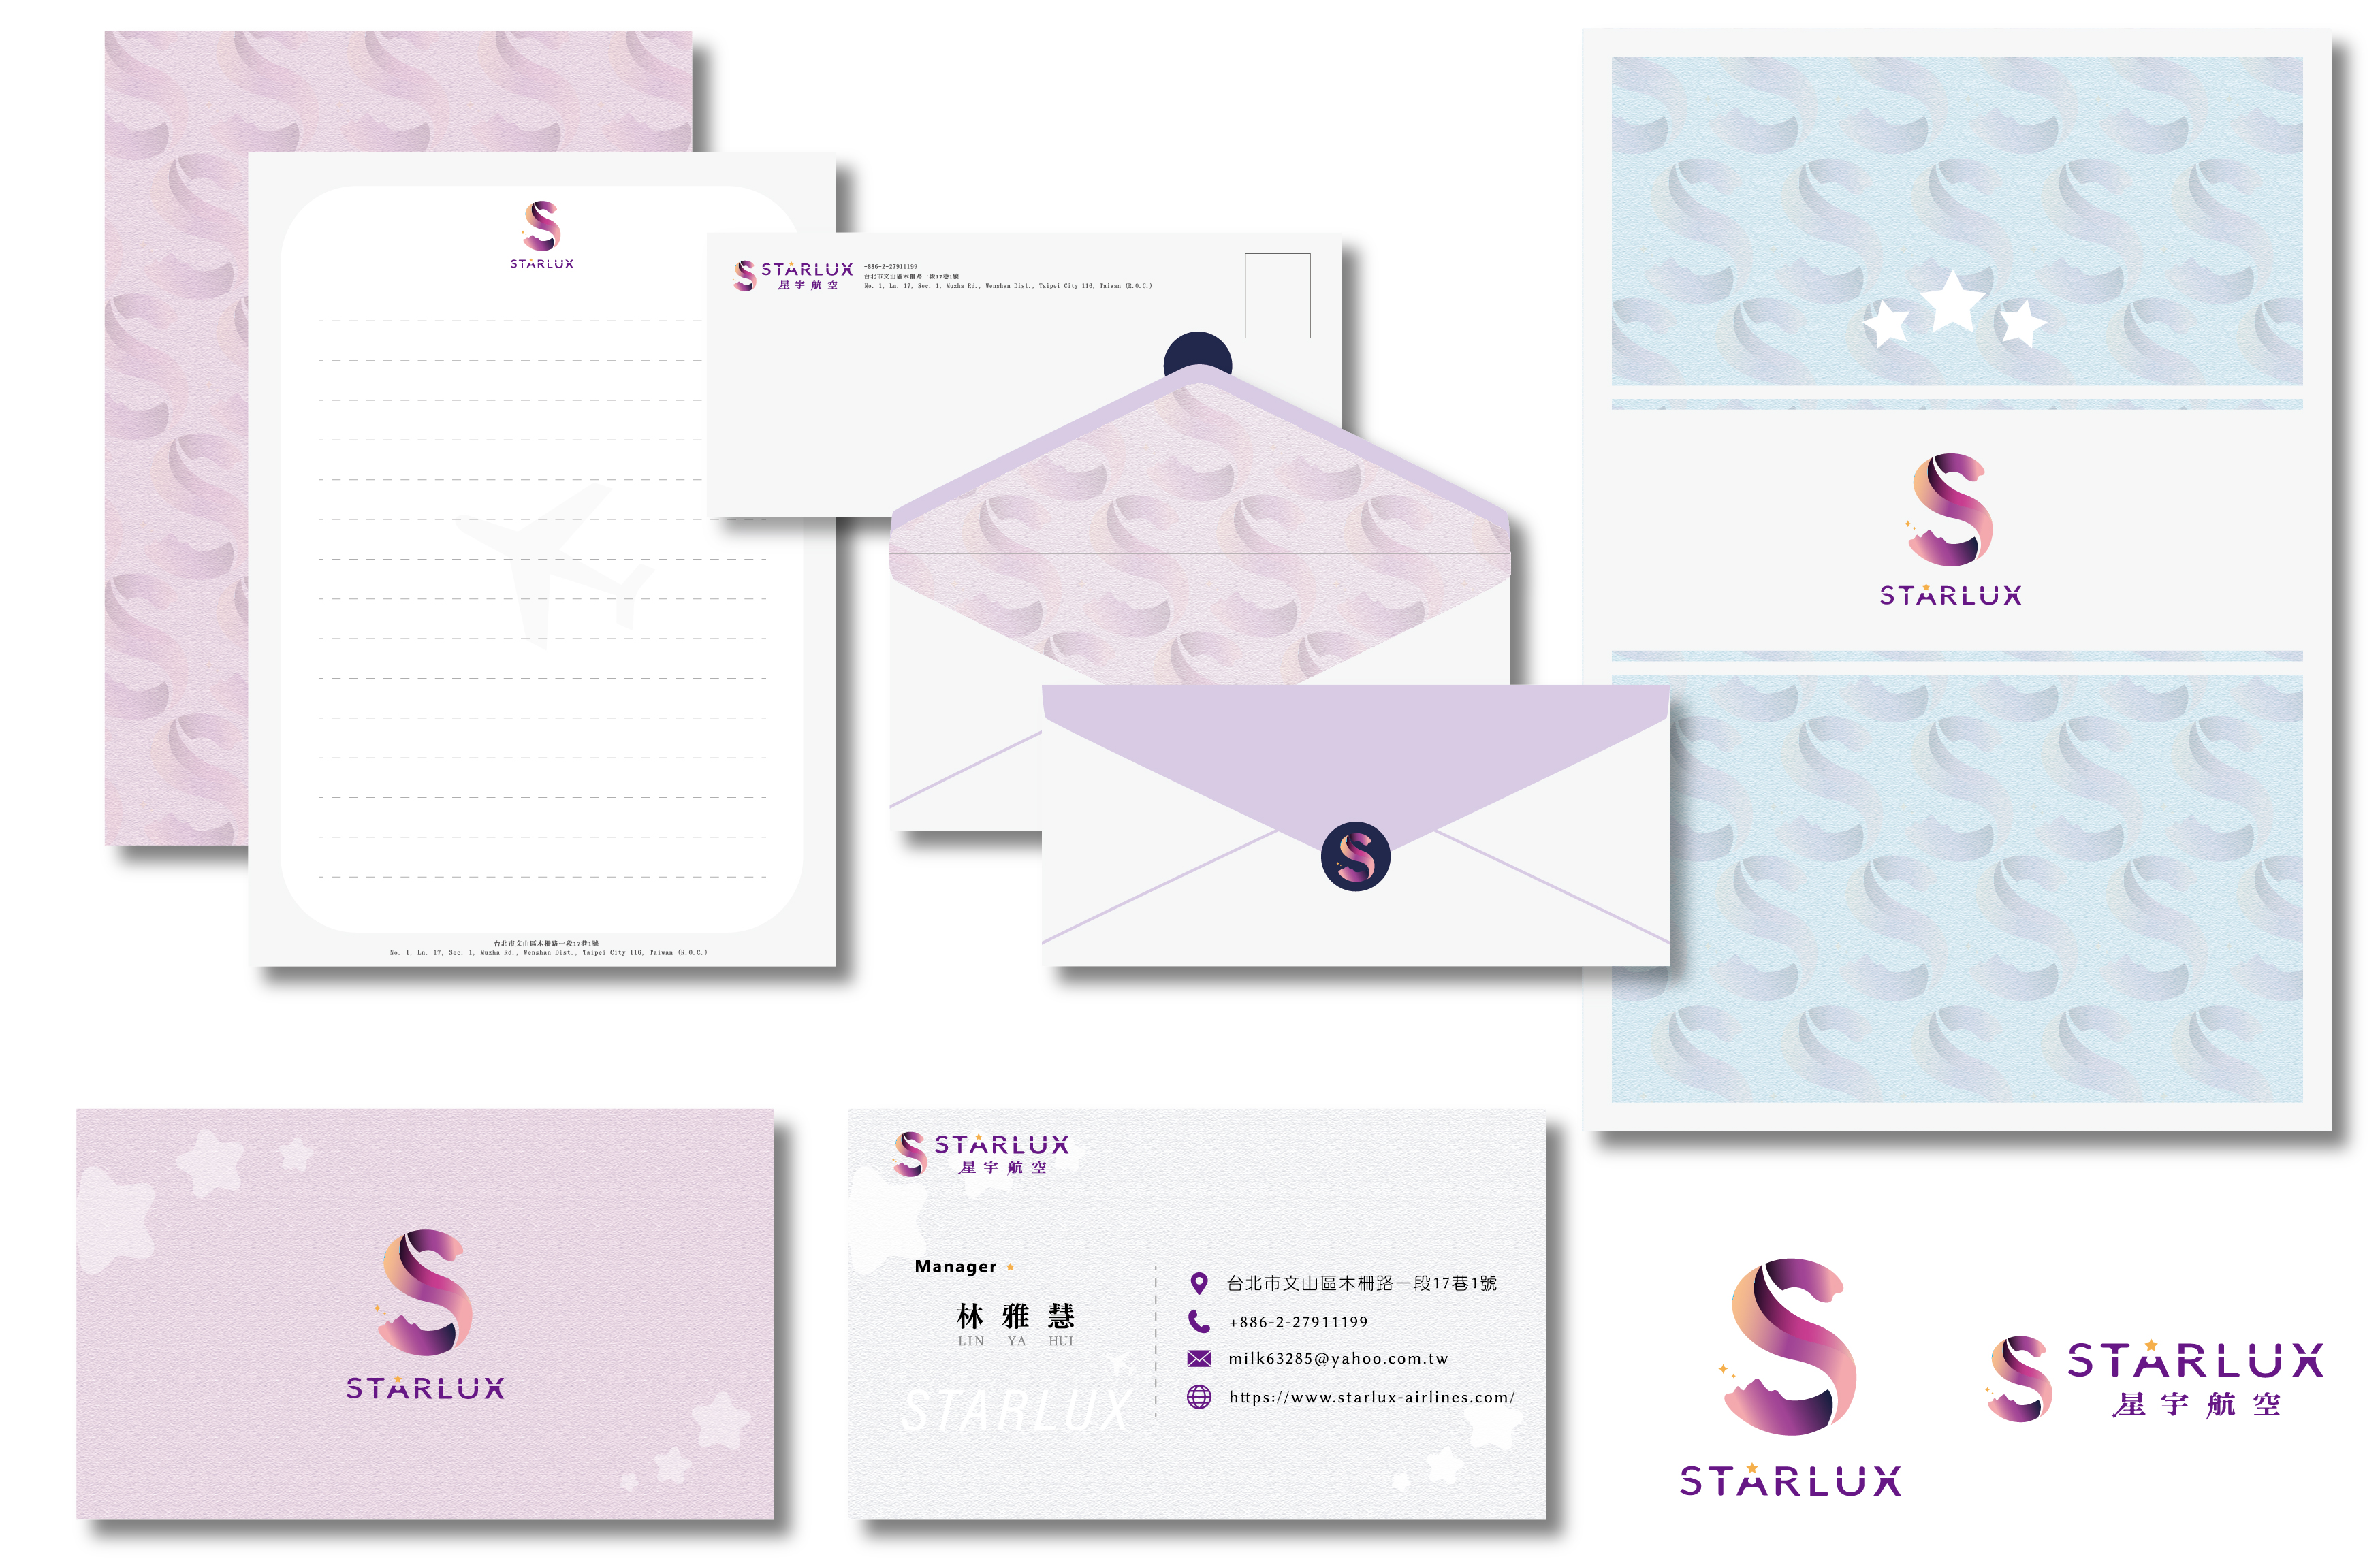 STARLUX
台北市文山區木柵路一段17巷1號
No. 1, Ln. 17, Sec. 1, Muzha Rd., Wenshan Dist., Taipei City 116, Taiwan (R.O.C.)
STARLUX
星宇航空
+886-2-27911199
台北市文山區木柵路一段17巷1號
No. 1, Ln. 17, Sec. 1, Muzha Rd., Wenshan Dist., Taipei City 116, Taiwan (R.O.C.)
STARLUX
STARLUX
STARLUX
星宇航空
Manager
林雅慧
LIN YA HUI
STARLUX
台北市文山區木柵路一段17巷1號
+886-2-27911199
milk63285@yahoo.com.tw
https://www.starlux-airlines.com/
STARLUX
STARLUX
星宇航空